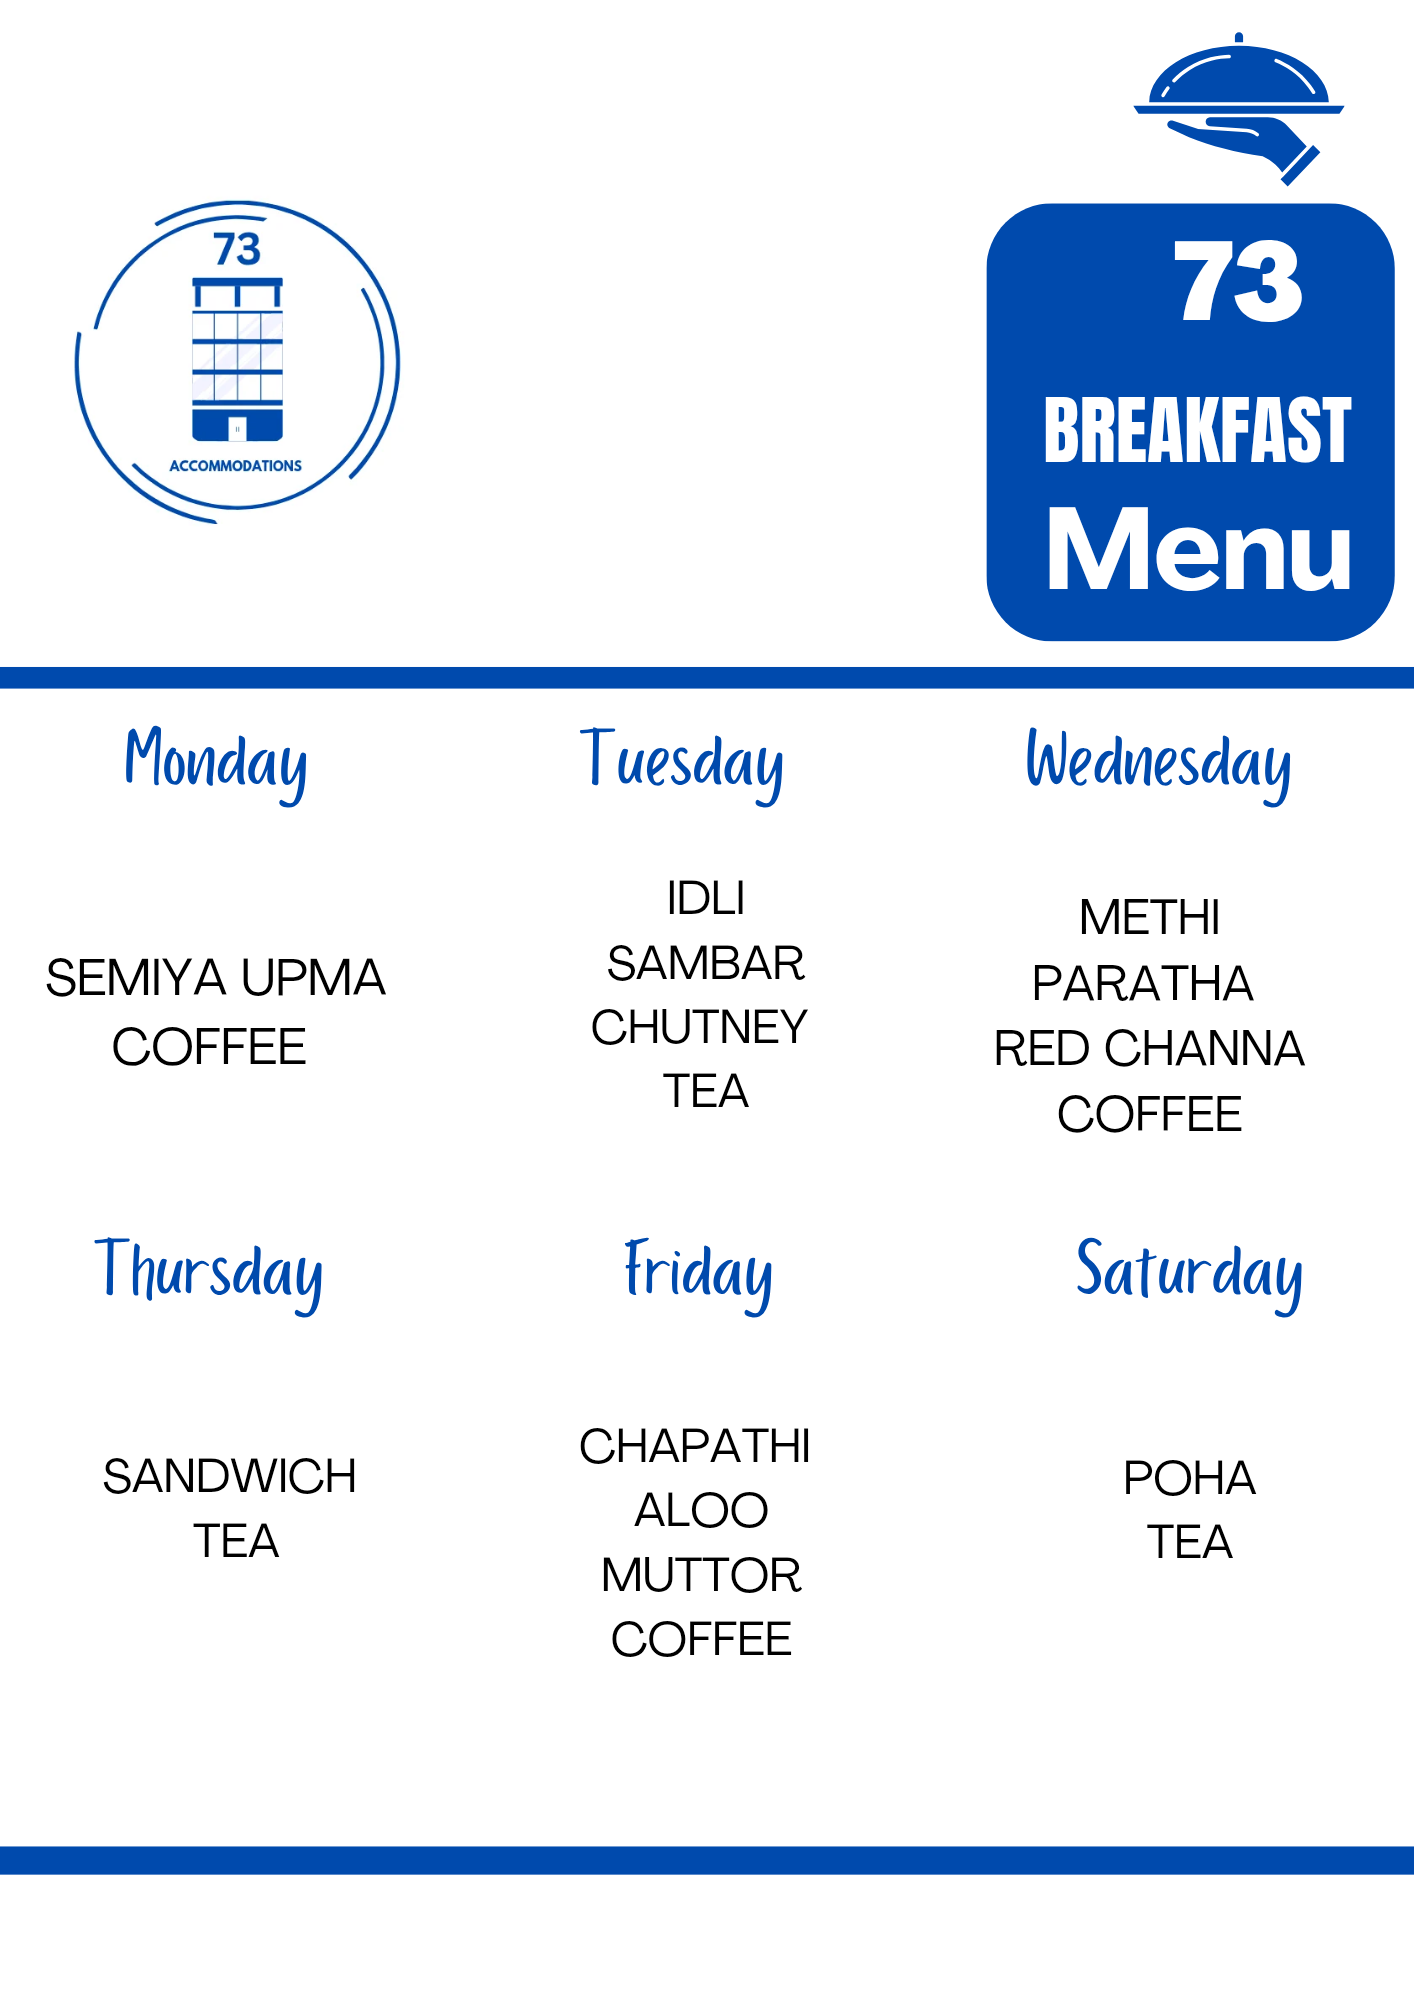 73
ACCOMMODATIONS
73
BREAKFAST
Menu
Monday
SEMIYA UPMA
COFFEE
Tuesday
IDLI
SAMBAR
CHUTNEY
TEA
Wednesday
METHI
PARATHA
RED CHANNA
COFFEE
Thursday
SANDWICH
TEA
Friday
CHAPATHI
ALOO
MUTTOR
COFFEE
Saturday
POHA
TEA